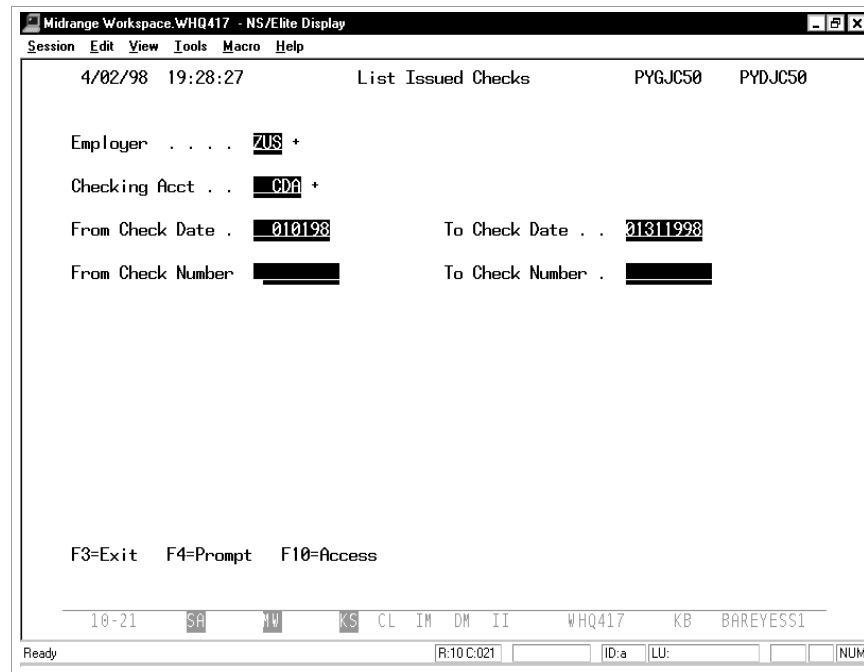 Midrange Workspace.WHQ417 - NS/Elite Display
Session Edit View Tools Macro Help
4/02/98 19:28:27 List Issued Checks PYGJC50 PYDJC50
Employer . . . . ZUS +
Checking Acct . . CDA +
From Check Date . 010198 To Check Date . . 01311998
From Check Number To Check Number .
F3=Exit F4=Prompt F10=Access
10-21 SA MW KS CL IM DM II WHQ417 KB BAREYESS1
Ready R:10 C:021 ID:a LU: NUM